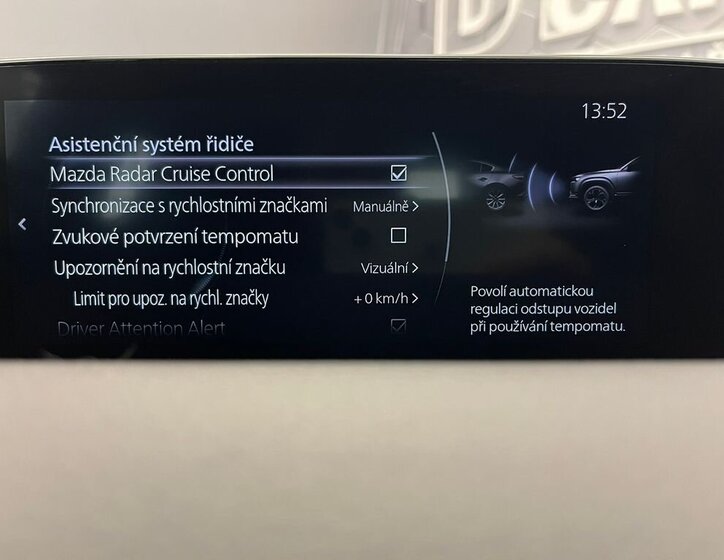 13:52
Asistenční systém řidiče
Mazda Radar Cruise Control
Synchronizace s rychlostními značkami Manuálně >
Zvukové potvrzení tempomatu
Upozornění na rychlostní značku Vizuální >
Limit pro upoz. na rychl. značky + 0 km/h >
Driver Attention Alert
Povolí automatickou
regulaci odstupu vozidel
při používání tempomatu.